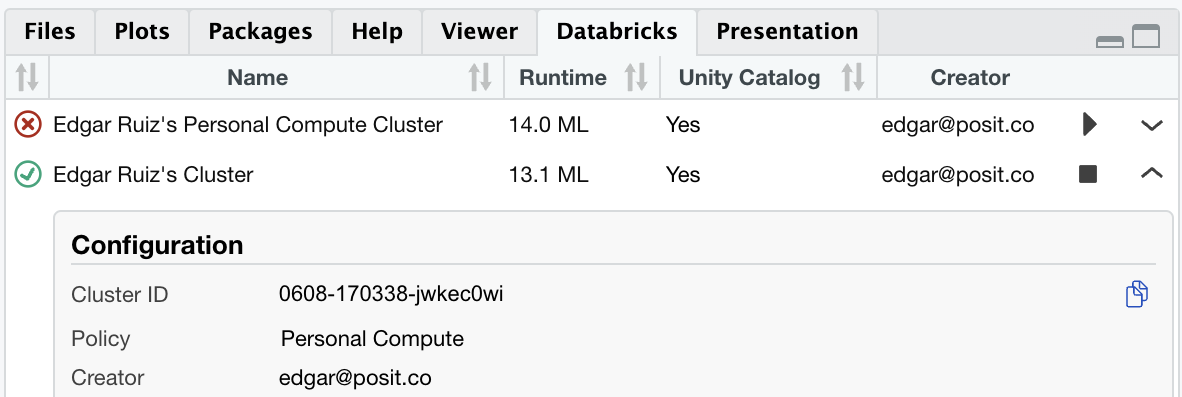 Files Plots Packages Help Viewer Databricks Presentation
Name Runtime Unity Catalog Creator
Edgar Ruiz's Personal Compute Cluster 14.0 ML Yes edgar@posit.co
Edgar Ruiz's Cluster 13.1 ML Yes edgar@posit.co
Configuration
Cluster ID 0608-170338-jwkec0wi
Policy Personal Compute
Creator edgar@posit.co